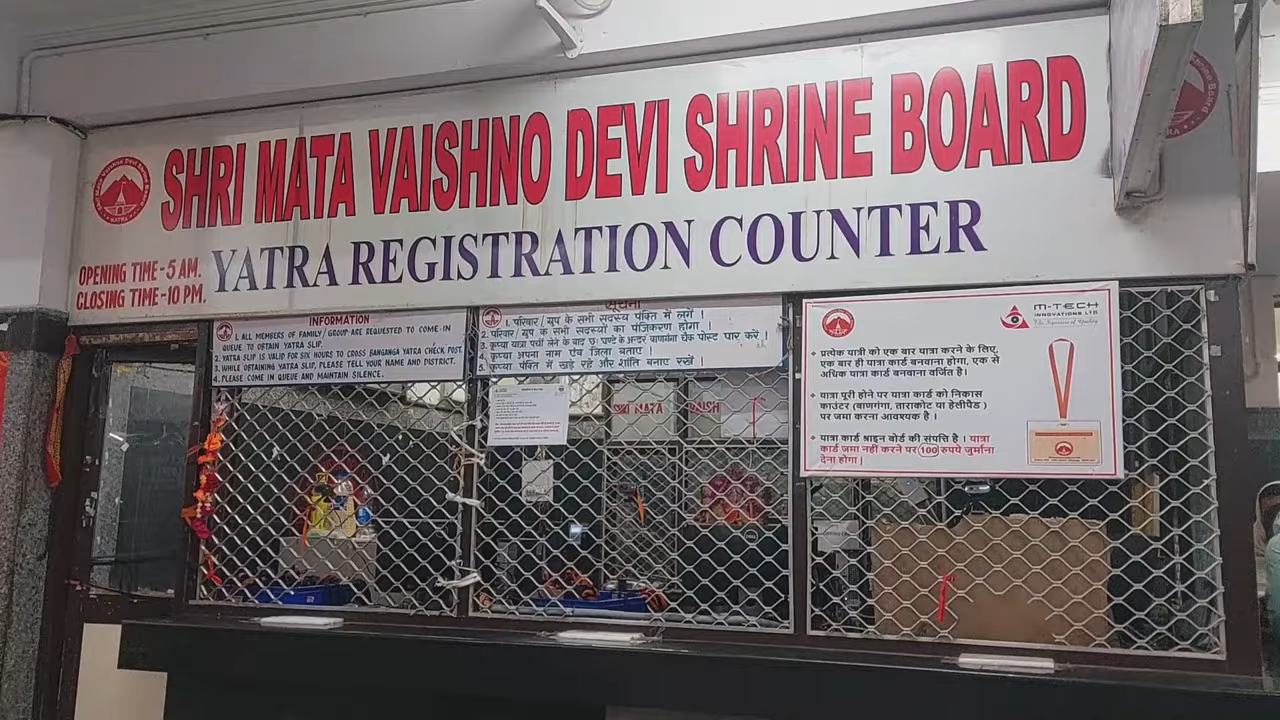 SHRI MATA VAISHNO DEVI SHRINE BOARD
YATRA REGISTRATION COUNTER
OPENING TIME-5 AM.
CLOSING TIME-10 PM.
INFORMATION
1. ALL MEMBERS OF FAMILY/GROUP ARE REQUESTED TO COME-IN
QUEUE TO OBTAIN YATRA SLIP.
2. YATRA SLIP IS VALID FOR SIX HOURS TO CROSS BANGANGA YATRA CHECK POST.
3. WHILE OBTAINING YATRA SLIP, PLEASE TELL YOUR NAME AND DISTRICT.
4. PLEASE COME IN QUEUE AND MAINTAIN SILENCE.
सूचना
1. परिवार/ग्रुप के सभी सदस्य पंक्ति में लगें।
2. परिवार/ग्रुप के सभी सदस्यों का पंजिकरण होगा।
3. कृप्या यात्रा पर्ची लेने के बाद छः घण्टे के अन्दर बाणगंगा चैक पोस्ट पार करें।
4. कृप्या अपना नाम एंव जिला बताए।
5. कृप्या पंक्ति में खड़े रहे और शांति बनाए रखें।
M-TECH
INNOVATIONS LTD
प्रत्येक यात्री को एक बार यात्रा करने के लिए,
एक बार ही यात्रा कार्ड बनवाना होगा, एक से
अधिक यात्रा कार्ड बनवाना वर्जित है।
यात्रा पूरी होने पर यात्रा कार्ड को निकास
काउंटर (बाणगंगा, ताराकोट या हेलीपैड)
पर जमा करना आवश्यक है।
यात्रा कार्ड श्राइन बोर्ड की संपत्ति है। यात्रा
कार्ड जमा नहीं करने पर (100 रुपये जुर्माना
देना होगा।
SHRI MATA